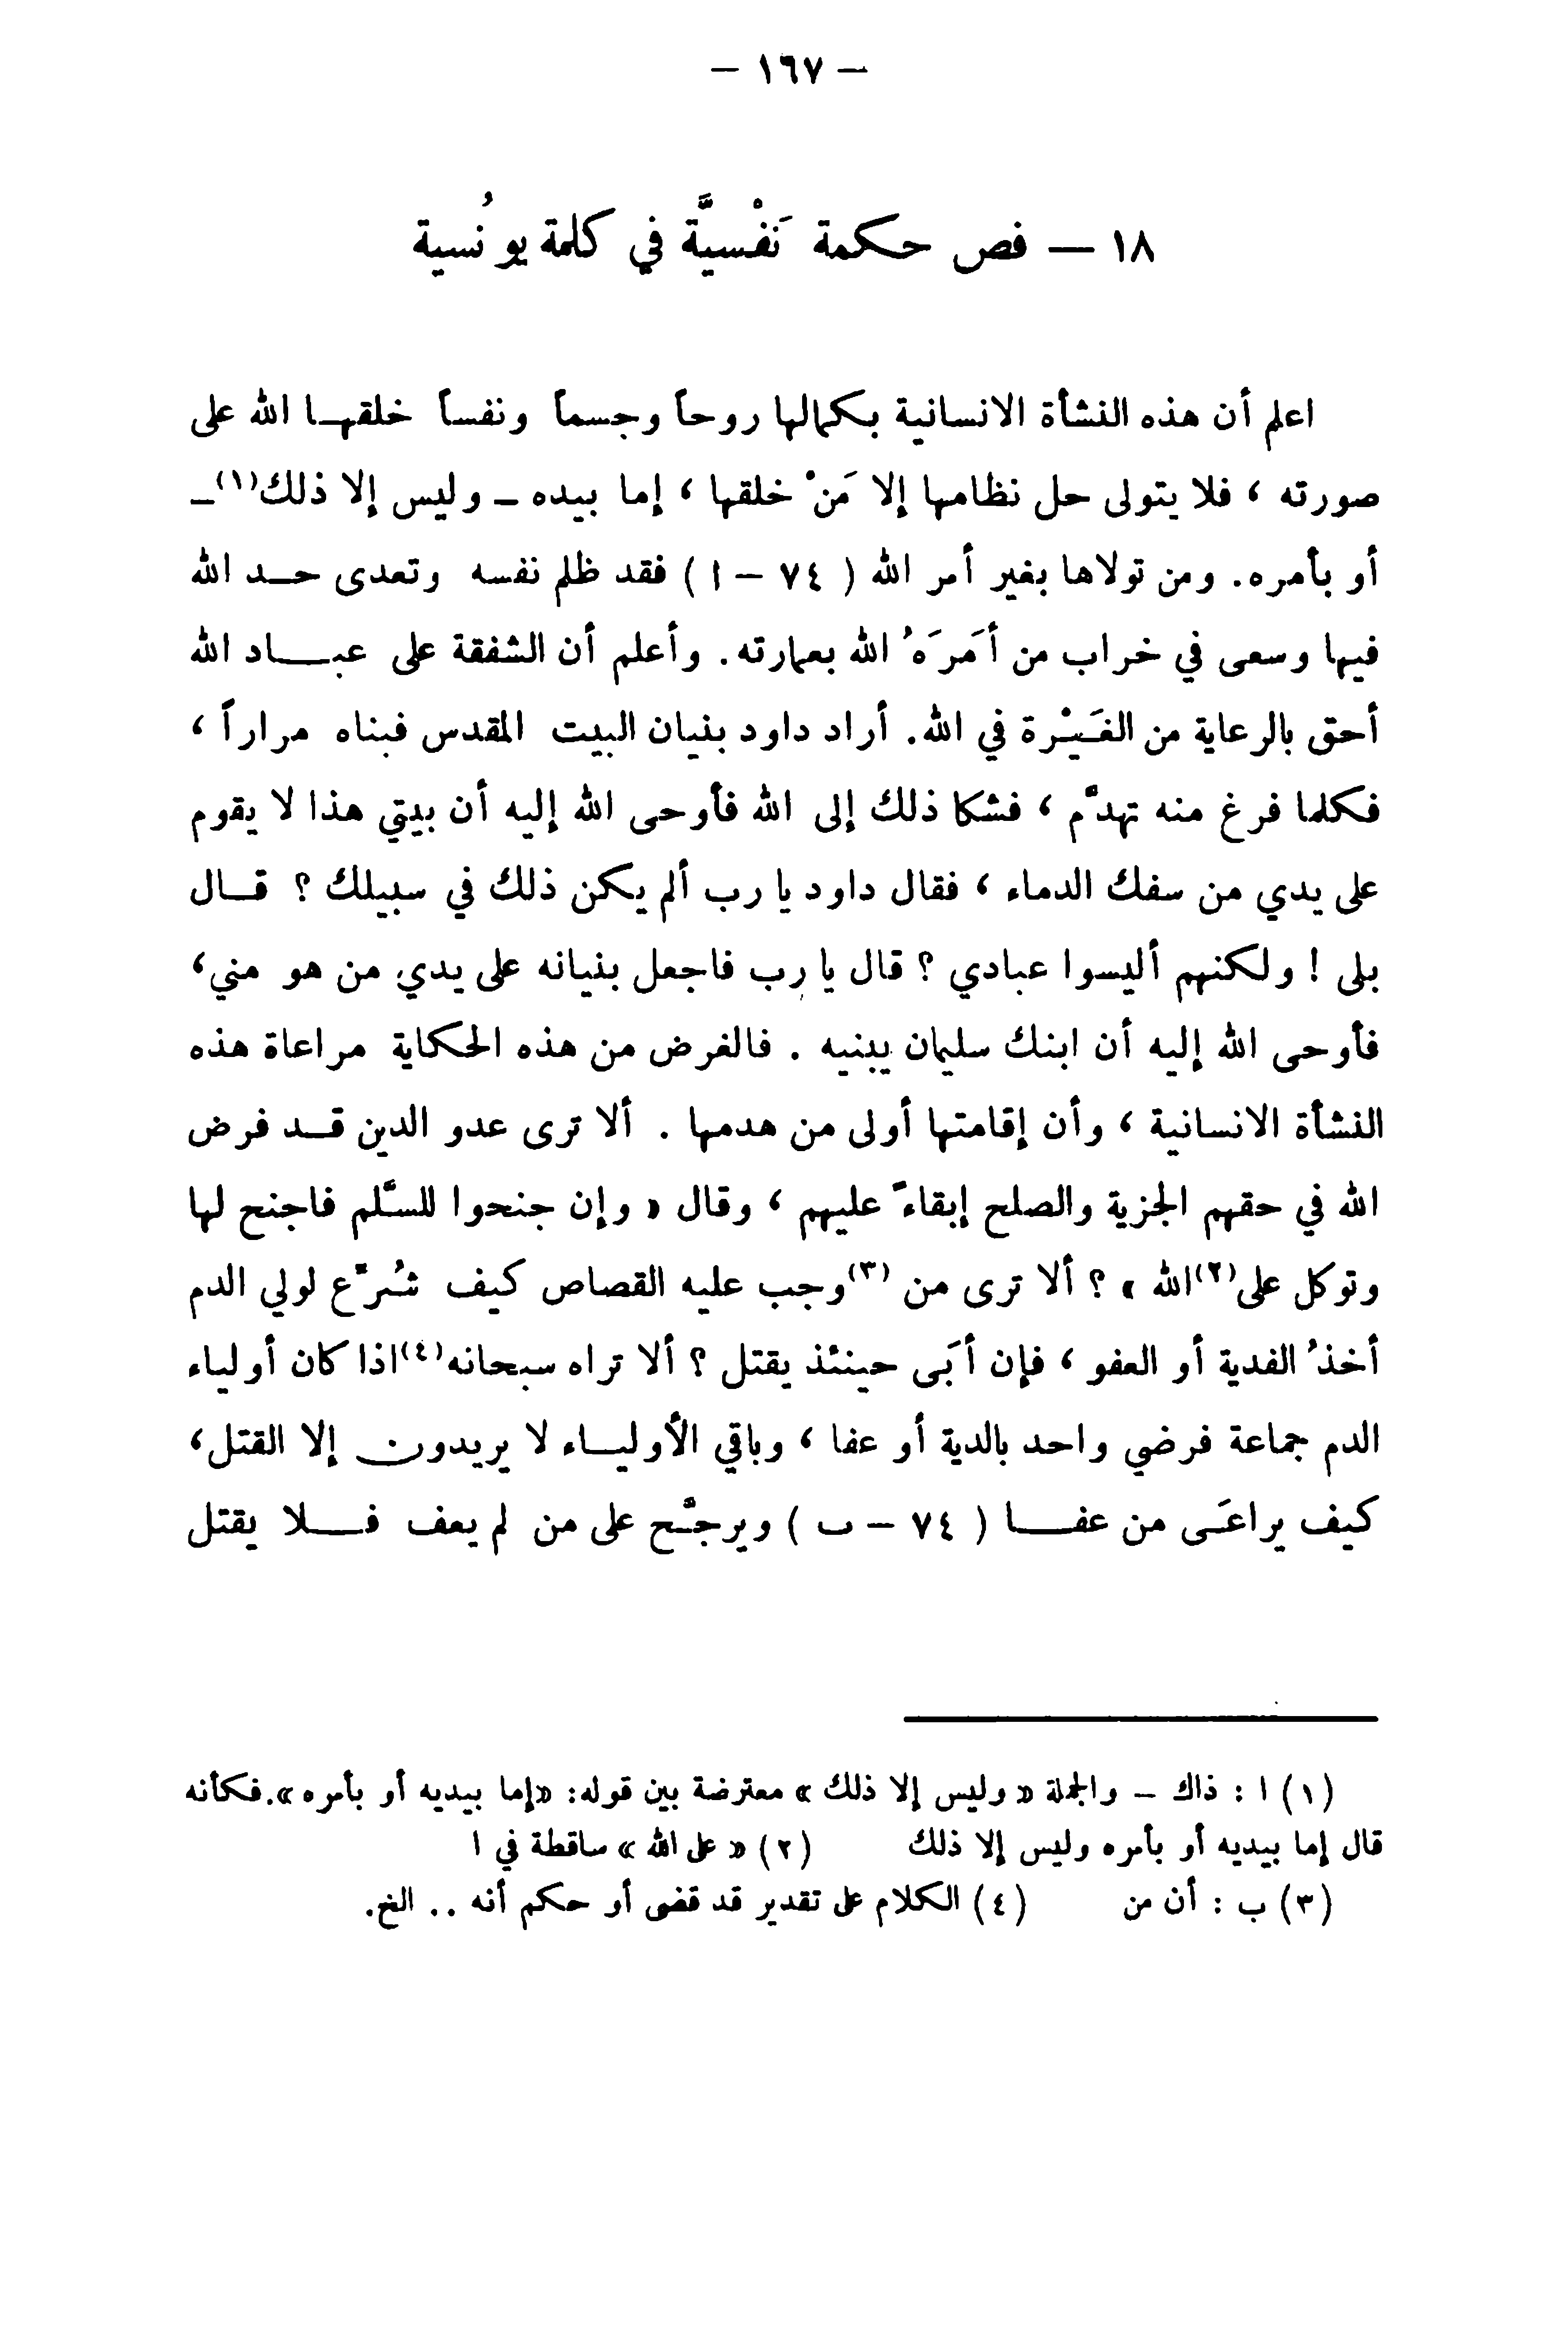 – ١٦٧ –
١٨ — فص حكمة نَفْسيَّة في كلمة يونُسية
اعلم أن هذه النشأة الانسانية بكمالها روحاً وجسماً ونفساً خلقها الله على
صورته ، فلا يتولى حل نظامها إلا مَنْ خلقها ، إما بيده – وليس إلا ذلك(١) –
أو بأمره. ومن تولاها بغير أمر الله ( ٧٤ – ا ) فقد ظلم نفسه وتعدى حد الله
فيها وسعى في خراب من أمَرَهُ الله بعمارته . وأعلم أن الشفقة على عباد الله
أحق بالرعاية من الغَيْرة في الله. أراد داود بنيان البيت المقدس فبناه مراراً ،
فكلما فرغ منه تهدَّم ، فشكا ذلك إلى الله فأوحى الله إليه أن بيتي هذا لا يقوم
على يدي من سفك الدماء ، فقال داود يا رب ألم يكن ذلك في سبيلك ؟ قال
بلى ! ولكنهم أليسوا عبادي ؟ قال يا رب فاجعل بنيانه على يدي من هو مني،
فأوحى الله إليه أن ابنك سليمان يبنيه . فالغرض من هذه الحكاية مراعاة هذه
النشأة الانسانية ، وأن إقامتها أولى من هدمها . ألا ترى عدو الدين قد فرض
الله في حقهم الجزية والصلح إبقاءً عليهم ، وقال « وإن جنحوا للسَّلم فاجنح لها
وتوكل على(٢) الله » ؟ ألا ترى من (٣) وجب عليه القصاص كيف شُرِّع لولي الدم
أخذُ الفدية أو العفو ، فإن أبَى حينئذ يقتل ؟ ألا تراه سبحانه(٤) اذا كان أولياء
الدم جماعة فرضي واحد بالدية أو عفا ، وباقي الأولياء لا يريدون إلا القتل،
كيف يراعَى من عفا ( ٧٤ – ب ) ويرجَّح على من لم يعف فلا يقتل
(١) ا : ذاك – والجملة « وليس إلا ذلك » معترضة بين قوله: «إما بيديه أو بأمره».فكأنه
قال إما بيديه أو بأمره وليس إلا ذلك (٢) « على الله » ساقطة في ا
(٣) ب : أن من (٤) الكلام على تقدير قد قضى أو حكم أنه .. الخ.